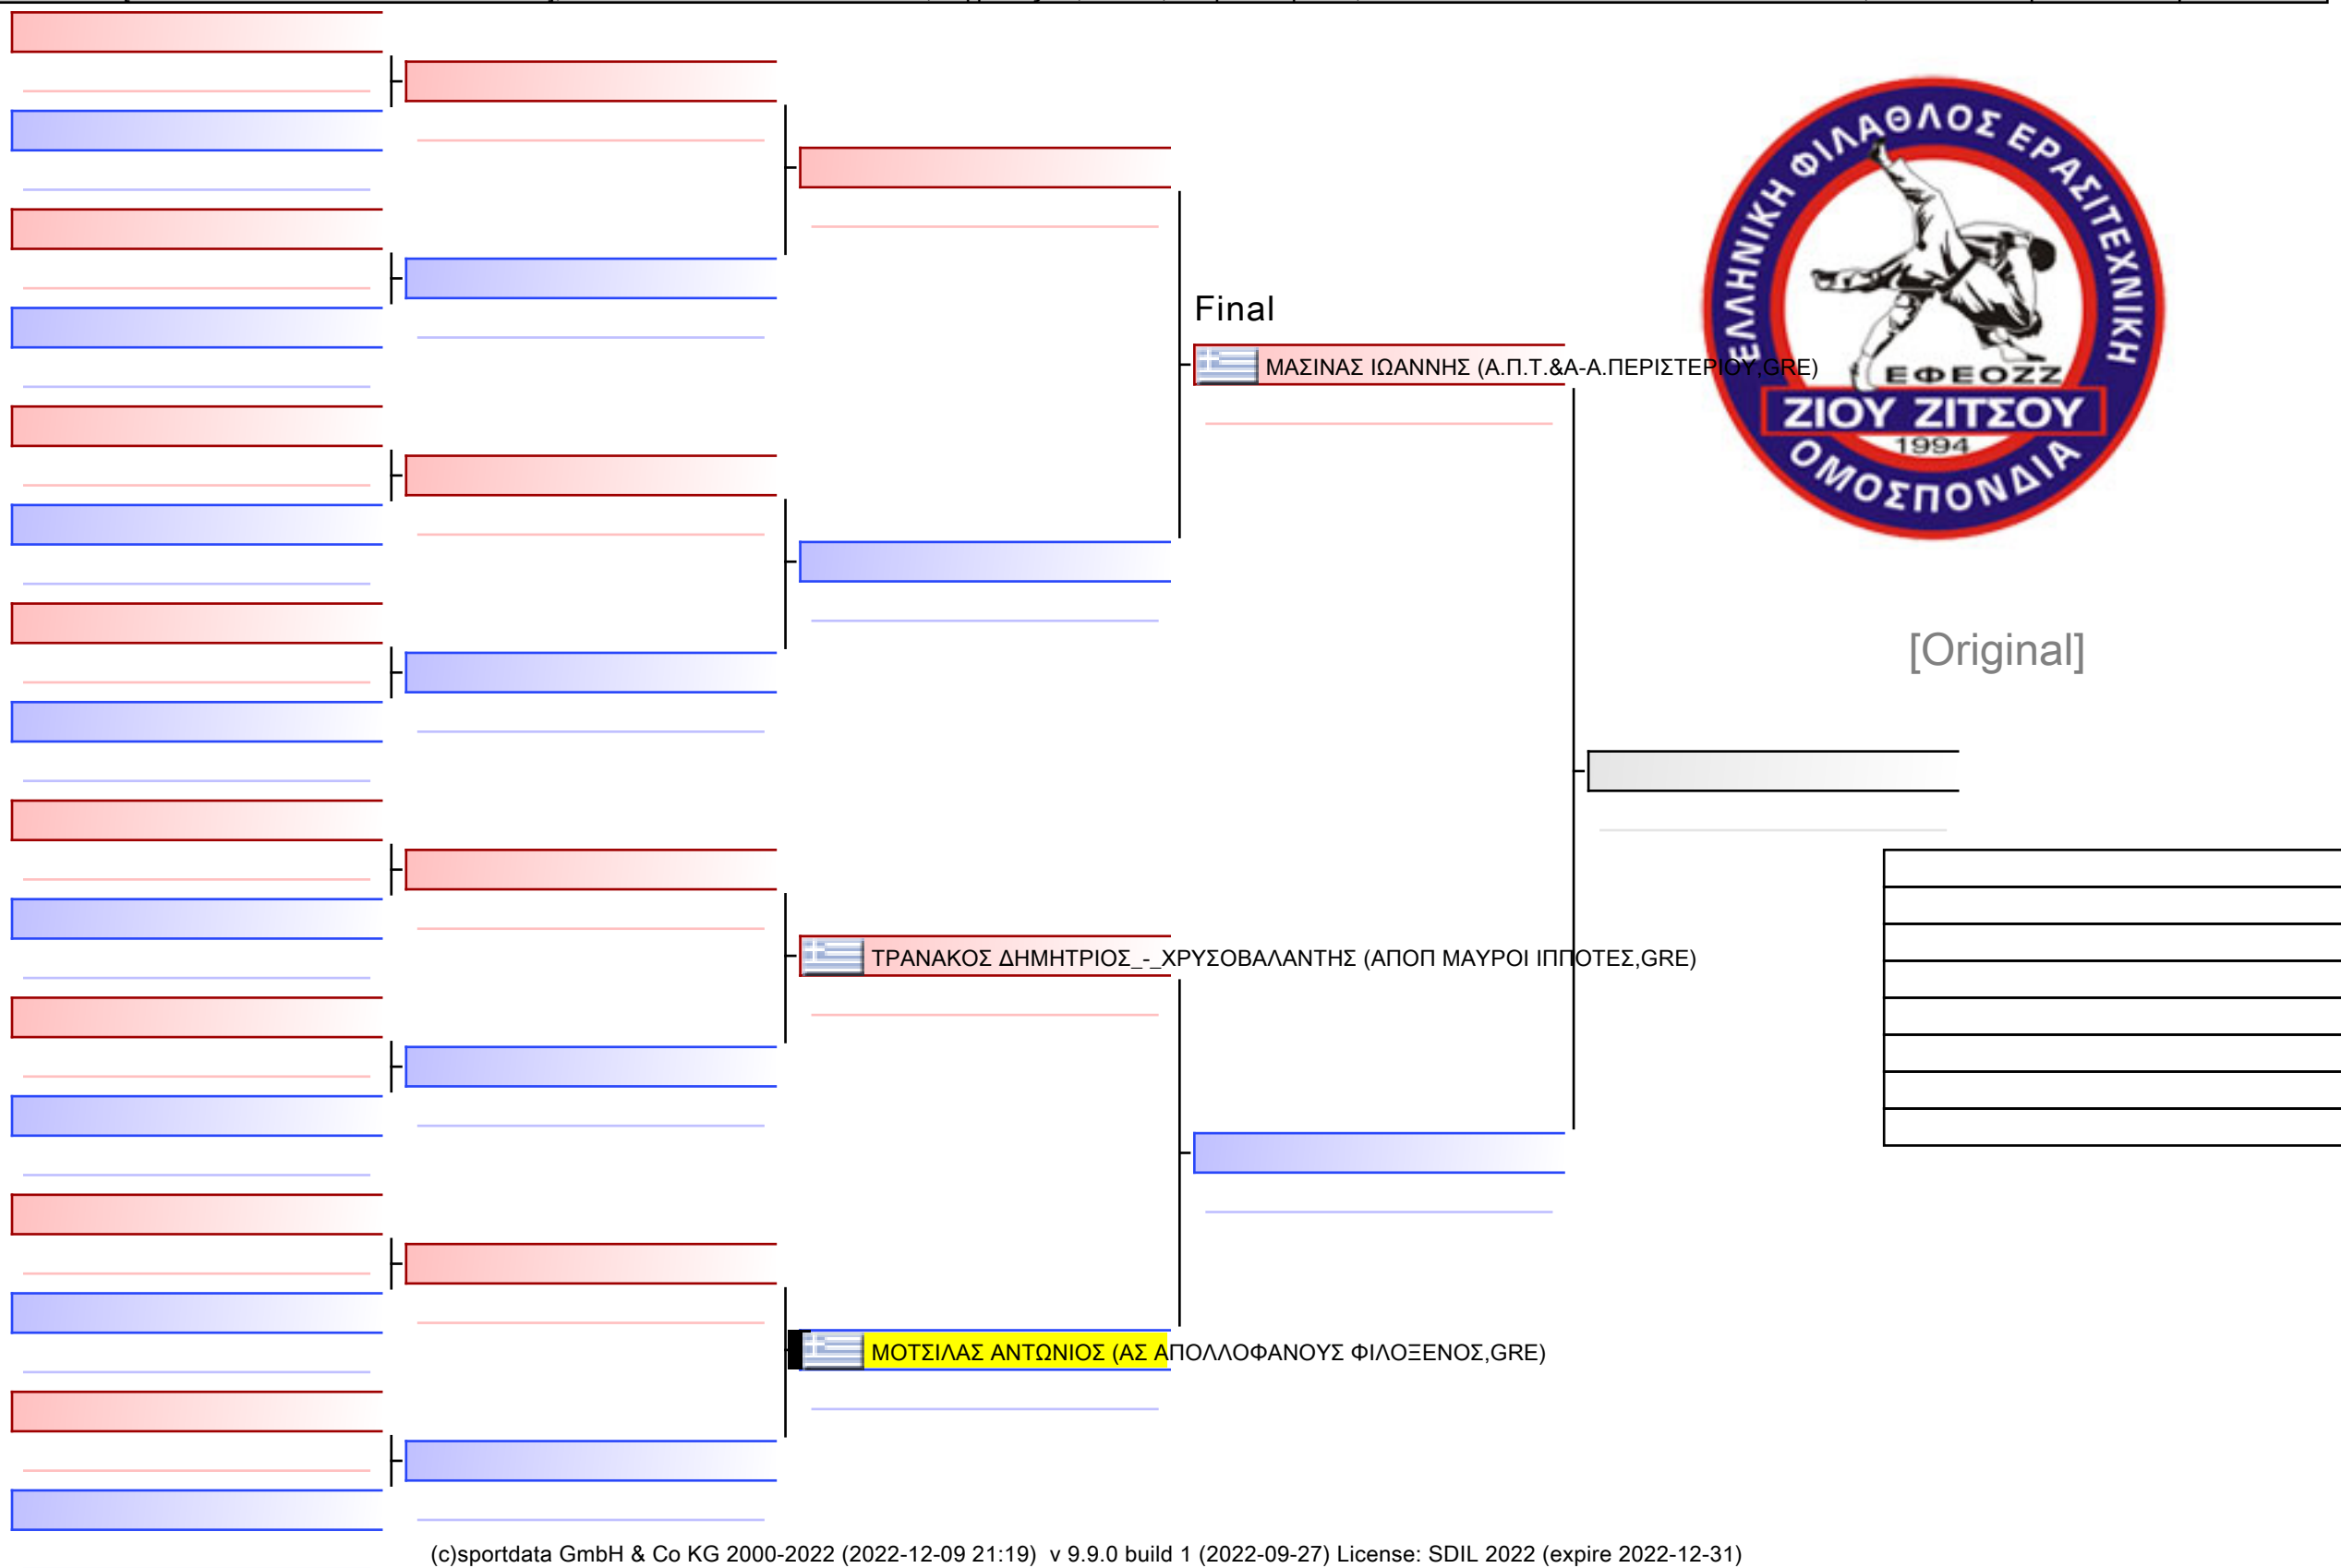 ΕΛΛΗΝΙΚΗ ΦΙΛΑΘΛΟΣ ΕΡΑΣΙΤΕΧΝΙΚΗ
Final
ΜΑΣΙΝΑΣ ΙΩΑΝΝΗΣ (Α.Π.Τ.&Α-Α.ΠΕΡΙΣΤΕΡΙΟΥ,GRE)
ΕΦΕΟΖΖ
ΖΙΟΥ ΖΙΤΣΟΥ
1994
ΟΜΟΣΠΟΝΔΙΑ
[Original]
ΤΡΑΝΑΚΟΣ ΔΗΜΗΤΡΙΟΣ_-_ΧΡΥΣΟΒΑΛΑΝΤΗΣ (ΑΠΟΠ ΜΑΥΡΟΙ ΙΠΠΟΤΕΣ,GRE)
ΜΟΤΣΙΛΑΣ ΑΝΤΩΝΙΟΣ (ΑΣ ΑΠΟΛΛΟΦΑΝΟΥΣ ΦΙΛΟΞΕΝΟΣ,GRE)
(c)sportdata GmbH & Co KG 2000-2022 (2022-12-09 21:19) v 9.9.0 build 1 (2022-09-27) License: SDIL 2022 (expire 2022-12-31)